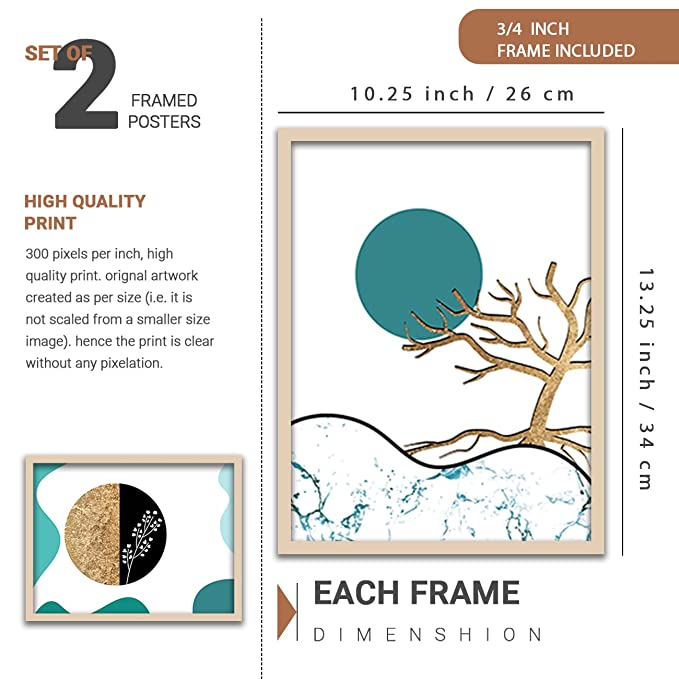 SET OF
2
FRAMED
POSTERS
HIGH QUALITY
PRINT
300 pixels per inch, high
quality print. orignal artwork
created as per size (i.e. it is
not scaled from a smaller size
image). hence the print is clear
without any pixelation.
3/4 INCH
FRAME INCLUDED
10.25 inch / 26 cm
13.25 inch / 34 cm
EACH FRAME
DIMENSHION